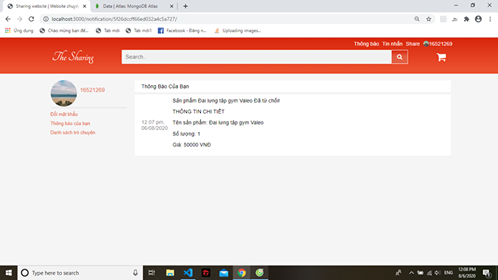 Sharing website | Website chuyê
Data | Atlas: MongoDB Atlas
localhost:3000/notification/5f26dccff66ed032a4c5a727/
Ứng dụng
Chào mừng bạn đến...
Tab mới
Tab mới1
Facebook - Đăng n...
Uploading images...
Thông báo Tin nhắn Share 16521269
The Sharing
Search..
16521269
Đổi mật khẩu
Thông báo của bạn
Danh sách trò chuyện
Thông Báo Của Bạn
Sản phẩm Đai lưng tập gym Valeo Đã từ chối!
THÔNG TIN CHI TIẾT
12:07 pm, 06/08/2020
Tên sản phẩm: Đai lưng tập gym Valeo
Số lượng: 1
Giá: 50000 VNĐ
Type here to search
ENG
12:08 PM
8/6/2020